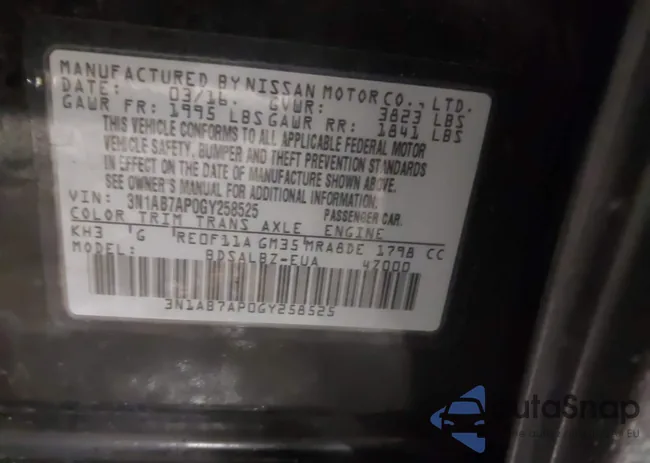 MANUFACTURED BY NISSAN MOTOR CO., LTD.
DATE: 03/16. GVWR: 3823 LBS
GAWR FR: 1995 LBS GAWR RR: 1841 LBS
THIS VEHICLE CONFORMS TO ALL APPLICABLE FEDERAL MOTOR
VEHICLE SAFETY, BUMPER AND THEFT PREVENTION STANDARDS
IN EFFECT ON THE DATE OF MANUFACTURE SHOWN ABOVE.
SEE OWNER'S MANUAL FOR ADDITIONAL INFORMATION.
VIN: 3N1AB7AP0GY258525 PASSENGER CAR.
COLOR TRIM TRANS AXLE ENGINE
KH3 G RE0F11A GM35 MRA8DE 1798 CC
MODEL: BDSALBZ-EUA 47000
3N1AB7AP0GY258525
AutaSnap
EU